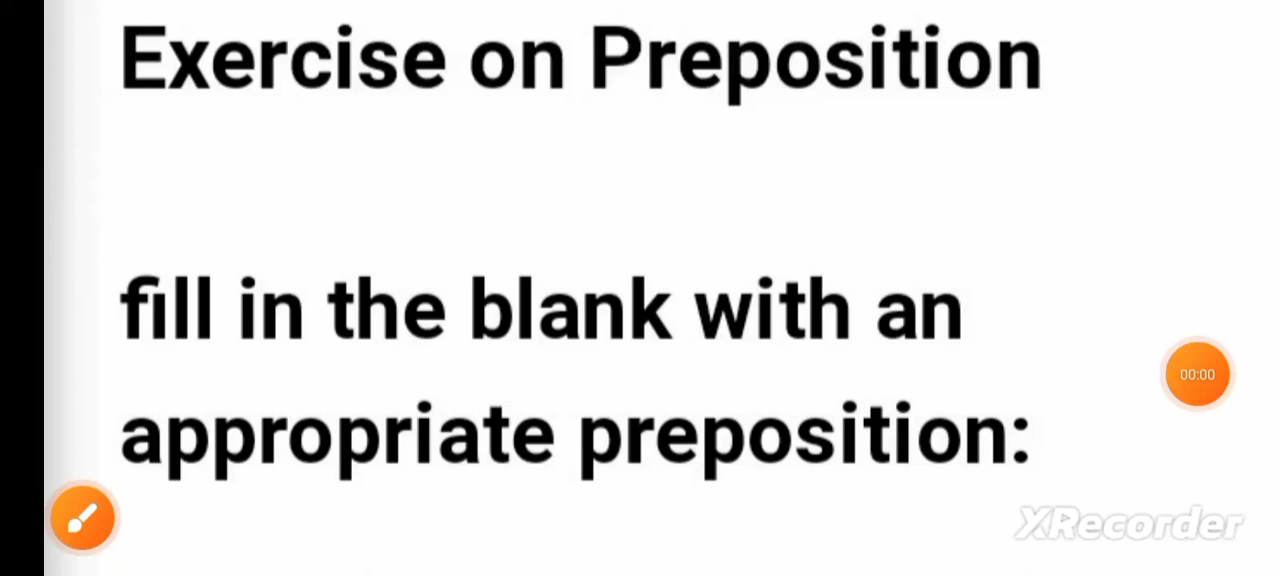 Exercise on Preposition
fill in the blank with an
00:00
appropriate preposition:
XRecorder